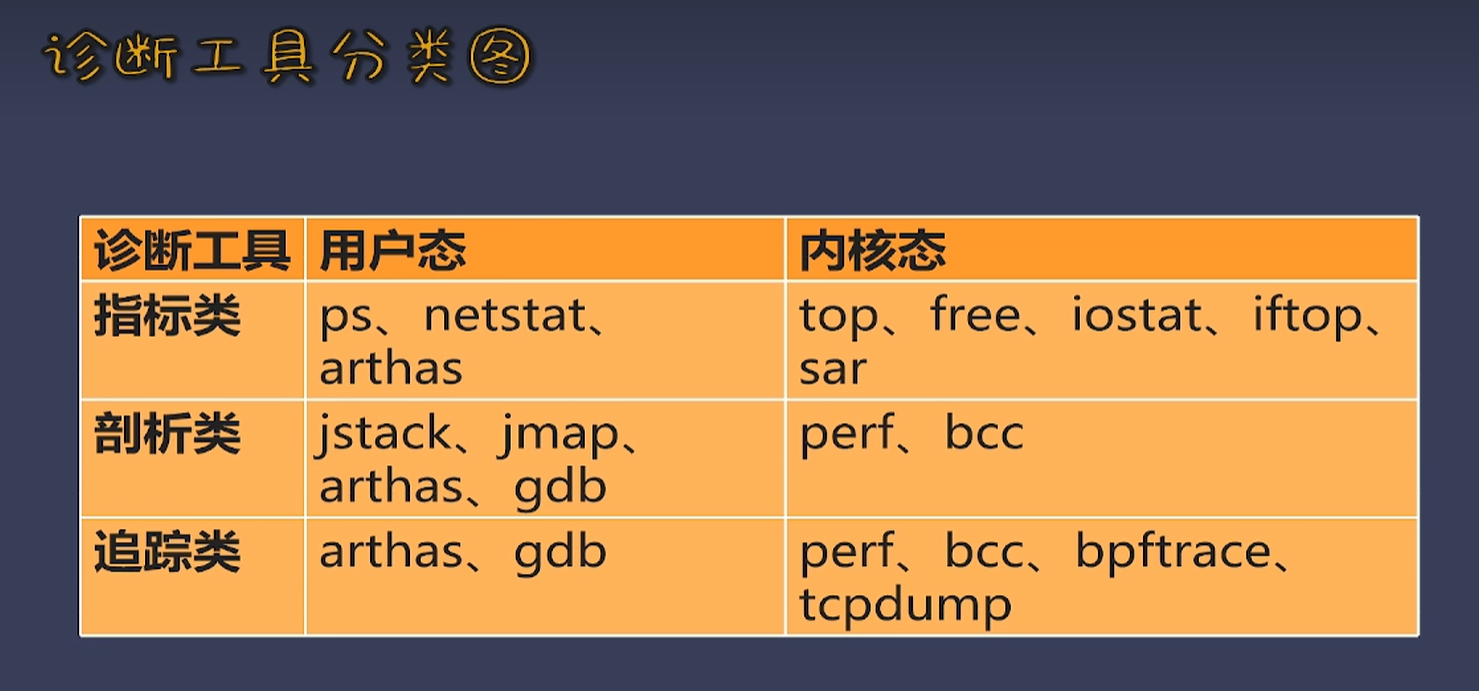 诊断工具分类图
诊断工具 用户态 内核态
指标类 ps、netstat、 top、free、iostat、iftop、
arthas sar
剖析类 jstack、jmap、 perf、bcc
arthas、gdb
追踪类 arthas、gdb perf、bcc、bpftrace、
tcpdump